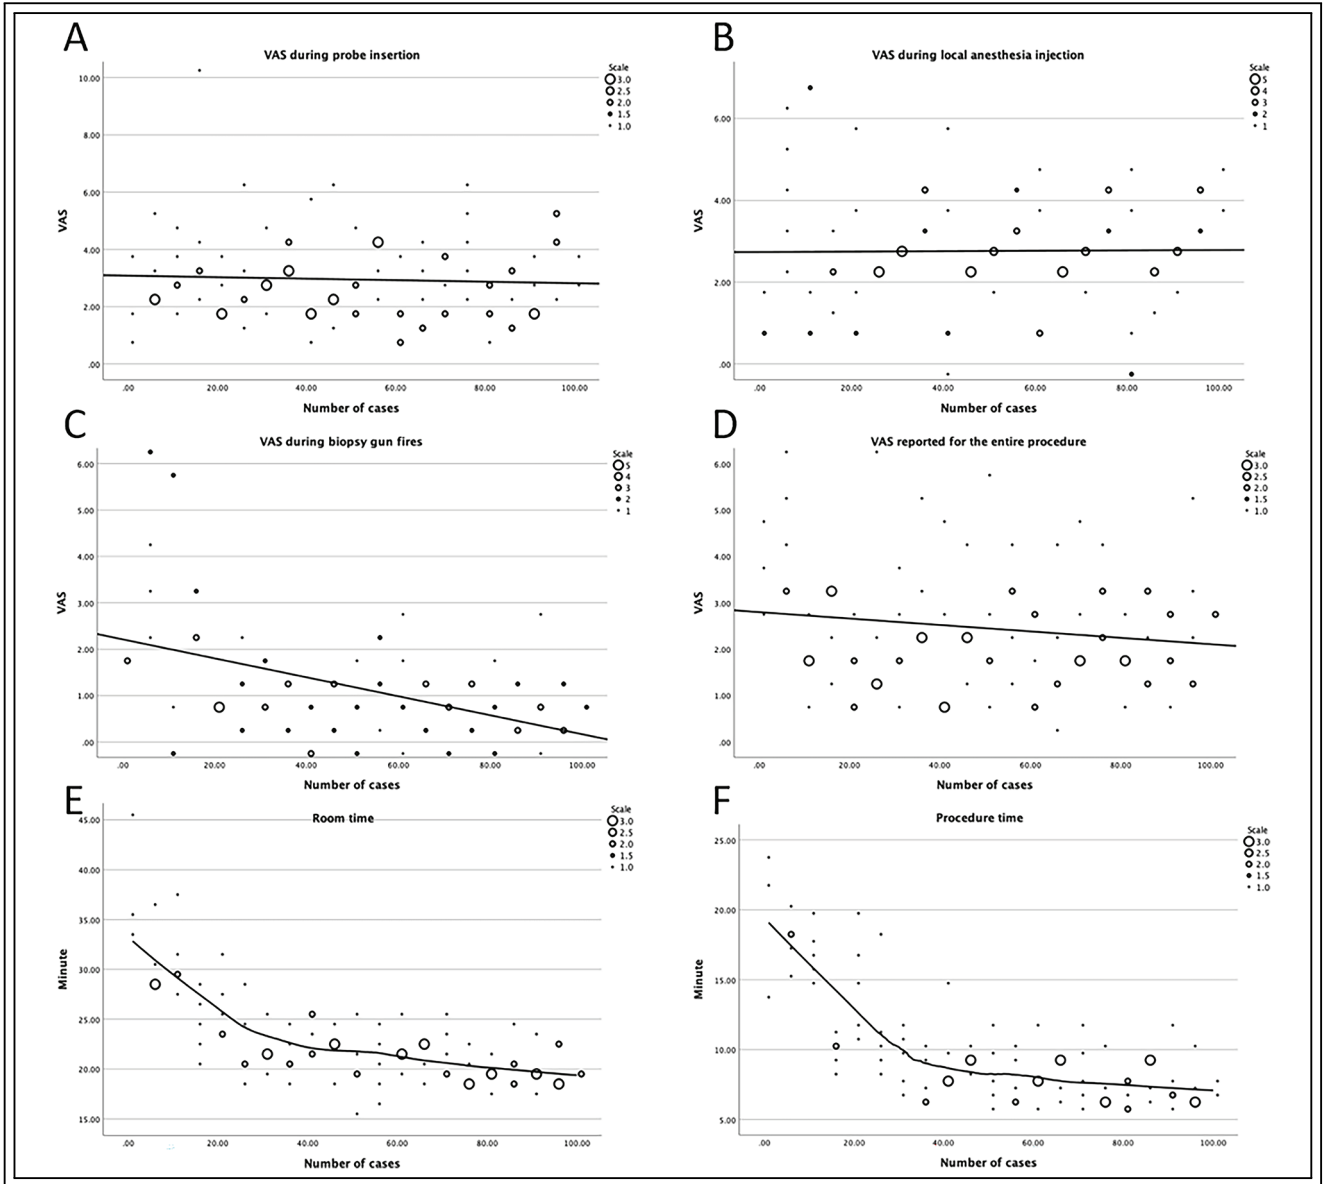 A
VAS during probe insertion
Scale
3.0
2.5
2.0
1.5
1.0
10.00
8.00
6.00
4.00
2.00
.00
VAS
.00 20.00 40.00 60.00 80.00 100.00
Number of cases
B
VAS during local anesthesia injection
Scale
5
4
3
2
1
6.00
4.00
2.00
.00
VAS
.00 20.00 40.00 60.00 80.00 100.00
Number of cases
C
VAS during biopsy gun fires
Scale
5
4
3
2
1
6.00
5.00
4.00
3.00
2.00
1.00
.00
VAS
.00 20.00 40.00 60.00 80.00 100.00
Number of cases
D
VAS reported for the entire procedure
Scale
3.0
2.5
2.0
1.5
1.0
6.00
5.00
4.00
3.00
2.00
1.00
.00
VAS
.00 20.00 40.00 60.00 80.00 100.00
Number of cases
E
Room time
Scale
3.0
2.5
2.0
1.5
1.0
45.00
40.00
35.00
30.00
25.00
20.00
15.00
Minute
.00 20.00 40.00 60.00 80.00 100.00
Number of cases
F
Procedure time
Scale
3.0
2.5
2.0
1.5
1.0
25.00
20.00
15.00
10.00
5.00
Minute
.00 20.00 40.00 60.00 80.00 100.00
Number of cases